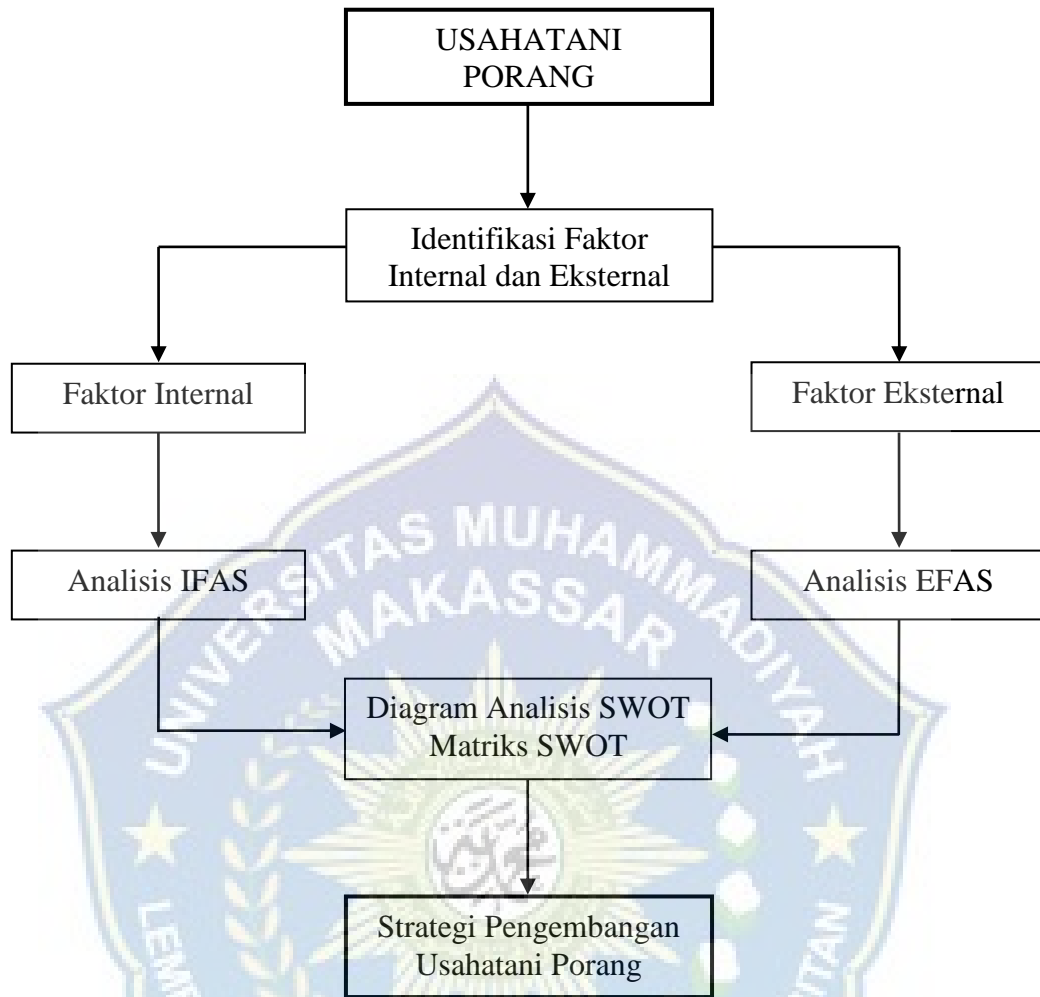 USAHATANI
PORANG
Identifikasi Faktor
Internal dan Eksternal
Faktor Internal
Faktor Eksternal
Analisis IFAS
Analisis EFAS
UNIVERSITAS MUHAMMADIYAH
MAKASSAR
Diagram Analisis SWOT
Matriks SWOT
Strategi Pengembangan
Usahatani Porang